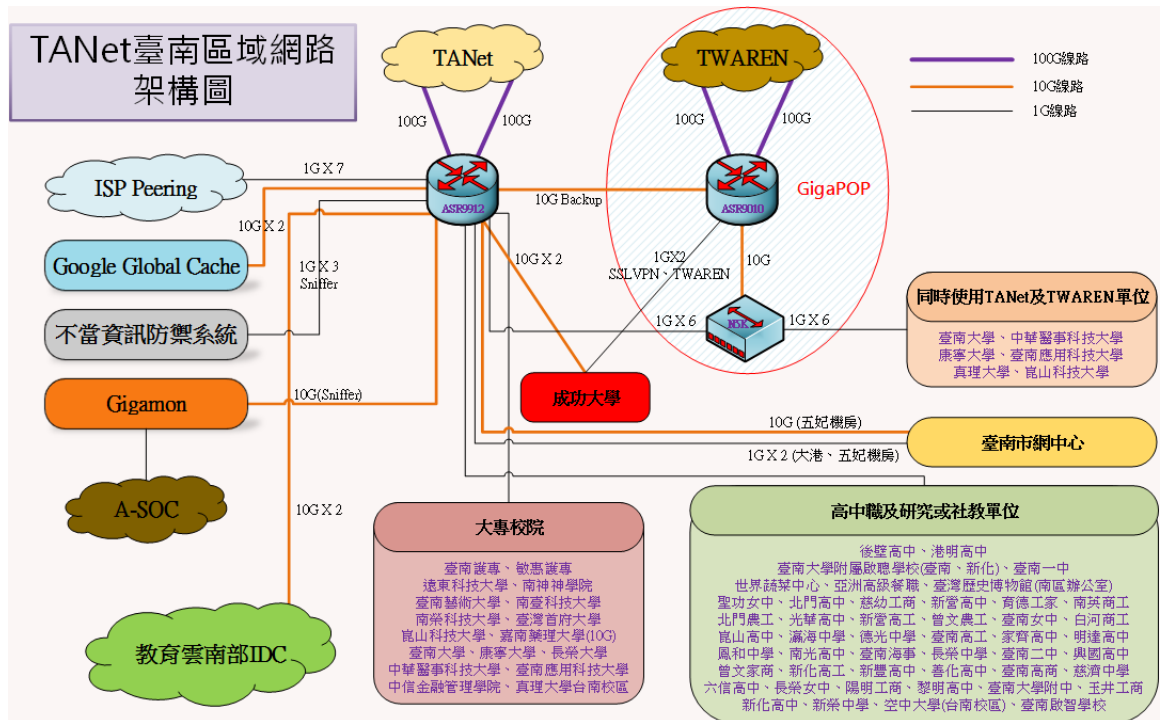 TANet臺南區域網路
架構圖
TANet
TWAREN
100G線路
10G線路
1G線路
100G
100G
100G
100G
ISP Peering
1G X 7
ASR9912
ASR9010
GigaPOP
10G Backup
10G X 2
Google Global Cache
1G X 3
Sniffer
10G X 2
1GX2
SSLVPN、TWAREN
10G
不當資訊防禦系統
1G X 6
N5K
1G X 6
同時使用TANet及TWAREN單位
臺南大學、中華醫事科技大學
康寧大學、臺南應用科技大學
真理大學、崑山科技大學
Gigamon
10G(Sniffer)
成功大學
10G (五妃機房)
臺南市網中心
1G X 2 (大港、五妃機房)
A-SOC
10G X 2
教育雲南部IDC
大專校院
臺南護專、敏惠護專
遠東科技大學、南神神學院
臺南藝術大學、南臺科技大學
南榮科技大學、臺灣首府大學
崑山科技大學、嘉南藥理大學(10G)
臺南大學、康寧大學、長榮大學
中華醫事科技大學、臺南應用科技大學
中信金融管理學院、真理大學台南校區
高中職及研究或社教單位
後壁高中、港明高中
臺南大學附屬啟聰學校(臺南、新化)、臺南一中
世界蔬菜中心、亞洲高級餐職、臺灣歷史博物館(南區辦公室)
聖功女中、北門高中、慈幼工商、新營高中、育德工家、南英商工
北門農工、光華高中、新營高工、曾文農工、臺南女中、白河商工
崑山高中、瀛海中學、德光中學、臺南高工、家齊高中、明達高中
鳳和中學、南光高中、臺南海事、長榮中學、臺南二中、興國高中
曾文家商、新化高工、新豐高中、善化高中、臺南高商、慈濟中學
六信高中、長榮女中、陽明工商、黎明高中、臺南大學附中、玉井工商
新化高中、新榮中學、空中大學(台南校區)、臺南啟智學校